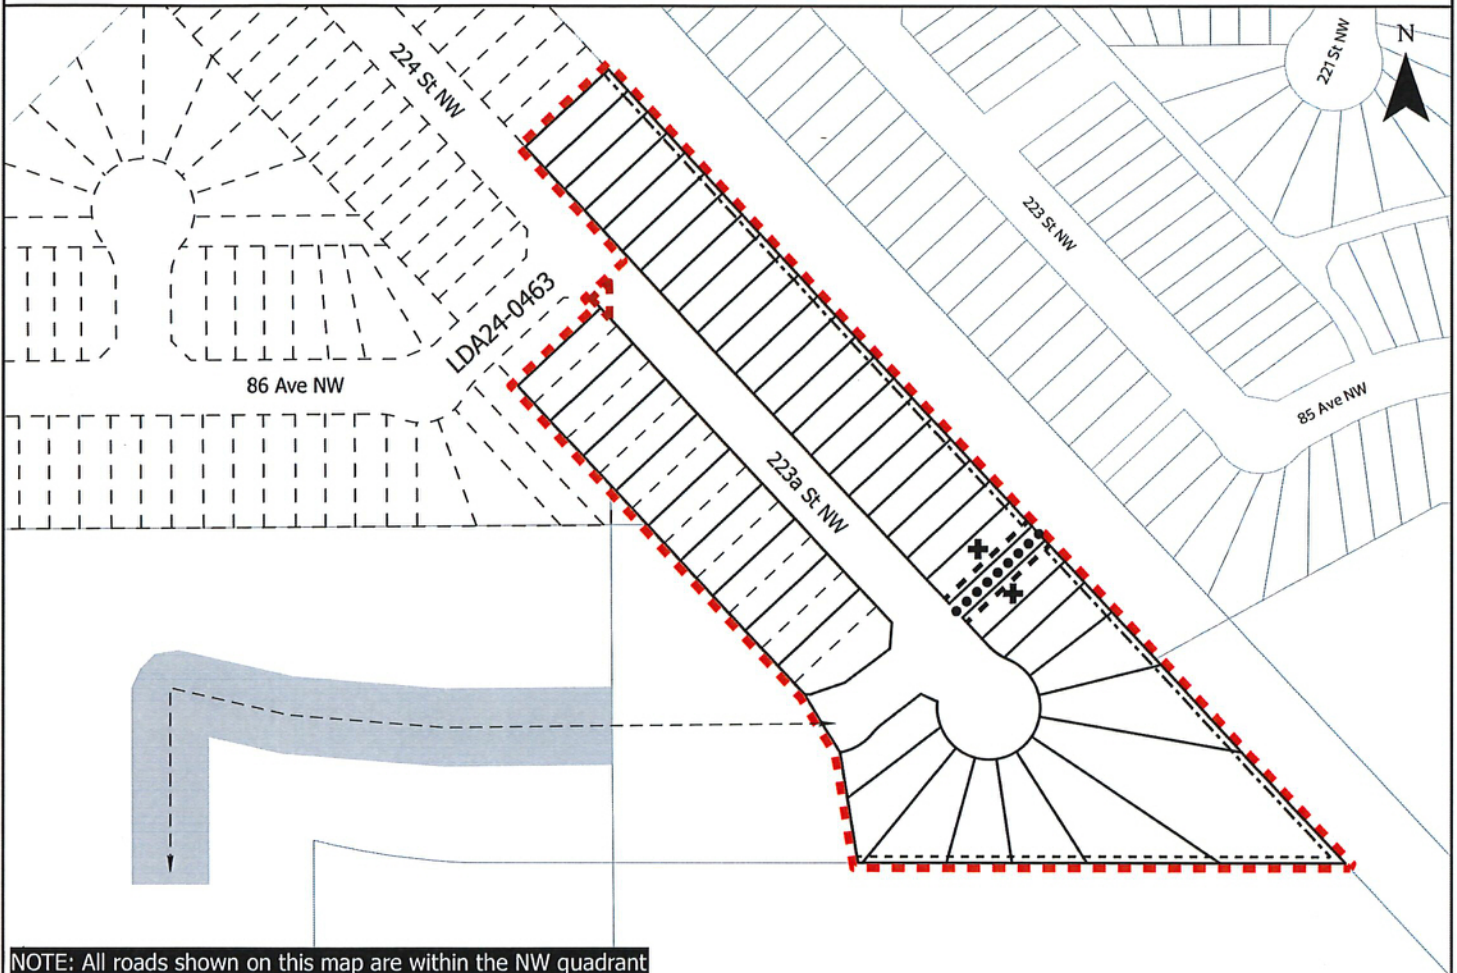 224 St NW
221 St NW
N
223 St NW
LDA24-0463
86 Ave NW
85 Ave NW
223a St NW
NOTE: All roads shown on this map are within the NW quadrant